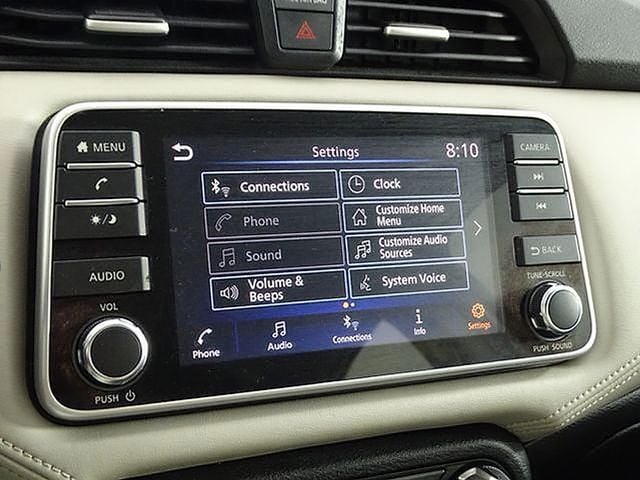 MENU
AUDIO
VOL
PUSH
Settings
8:10
Connections
Clock
Phone
Customize Home
Menu
Sound
Customize Audio
Sources
Volume &
Beeps
System Voice
Phone
Audio
Connections
Info
Settings
CAMERA
BACK
TUNE-SCROLL
PUSH SOUND